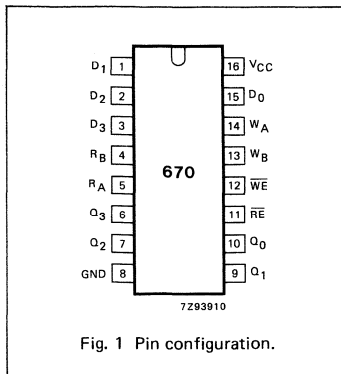 D1 1 16 VCC
D2 2 15 D0
D3 3 14 WA
RB 4 13 WB
RA 5 670 12 WE
Q3 6 11 RE
Q2 7 10 Q0
GND 8 9 Q1
7Z93910
Fig. 1 Pin configuration.